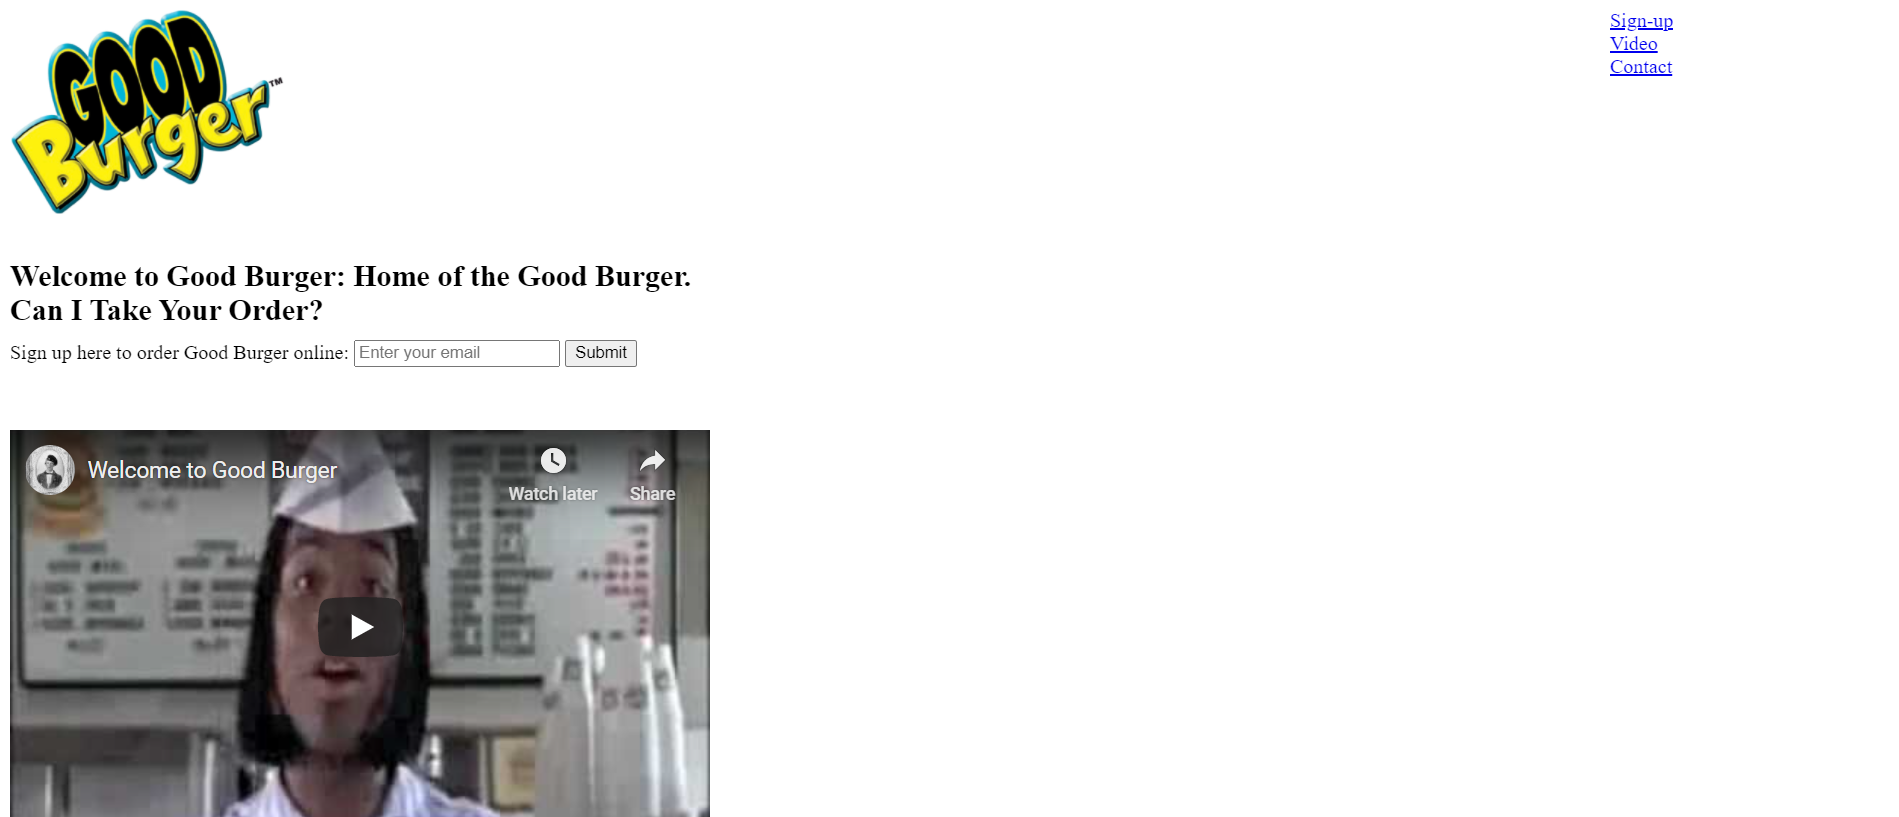 GOOD
Burger™
Sign-up
Video
Contact
Welcome to Good Burger: Home of the Good Burger.
Can I Take Your Order?
Sign up here to order Good Burger online: Enter your email Submit
Welcome to Good Burger
Watch later Share